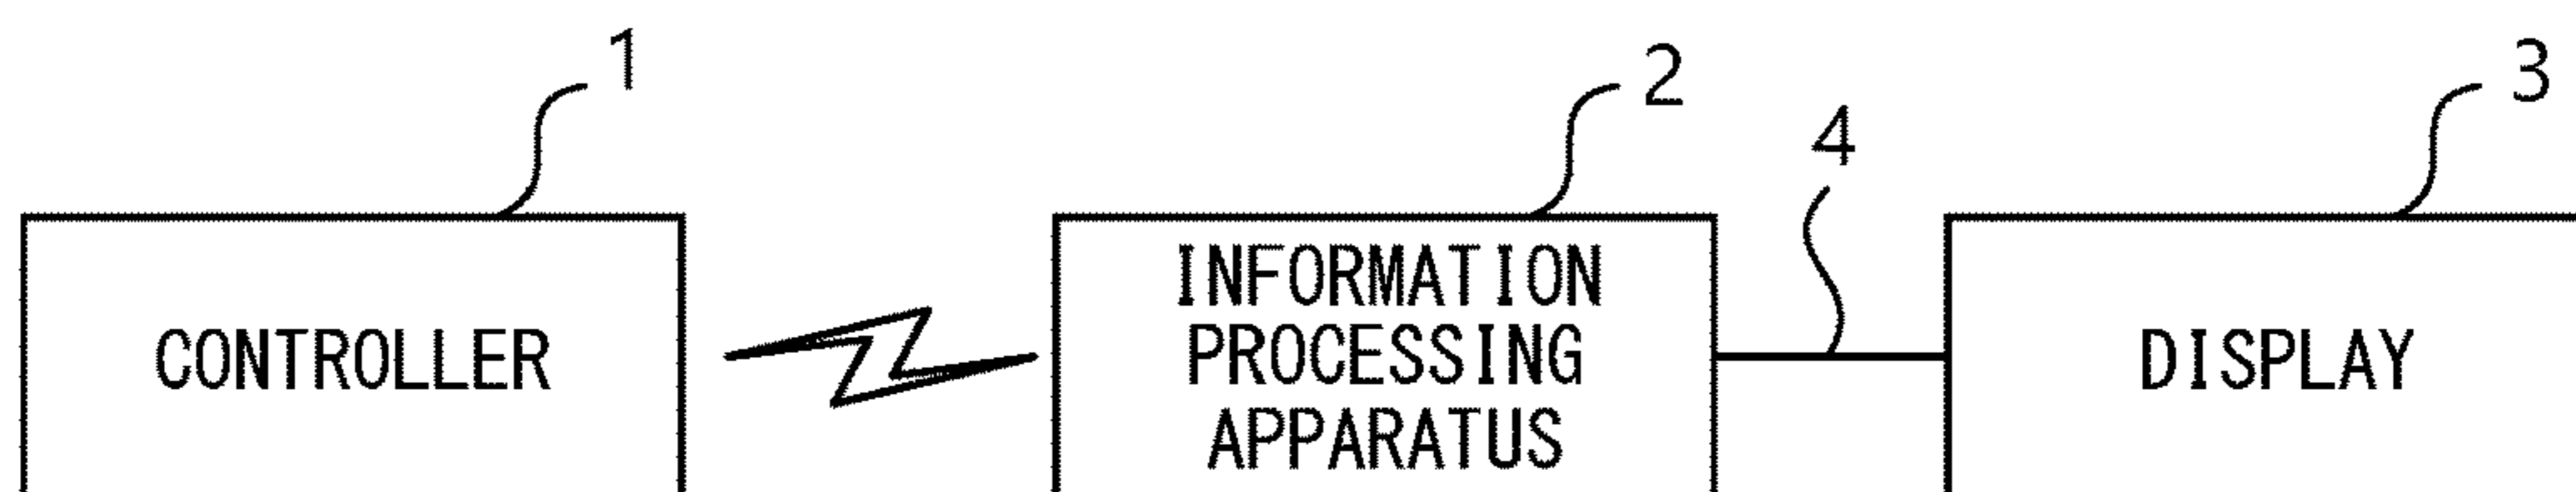 1
2
3
4
CONTROLLER
INFORMATION
PROCESSING
APPARATUS
DISPLAY